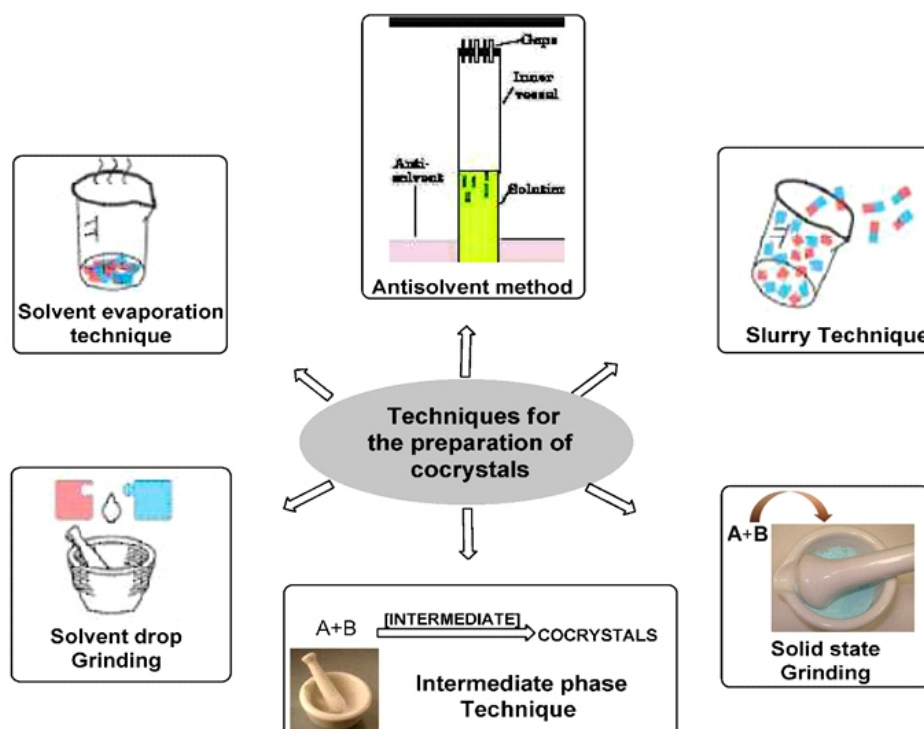 Caps
Inner
vessel
Anti-
solvent
Solution
Antisolvent method
Solvent evaporation
technique
Slurry Technique
Techniques for
the preparation of
cocrystals
Solvent drop
Grinding
A+B
[INTERMEDIATE]
COCRYSTALS
Intermediate phase
Technique
A+B
Solid state
Grinding